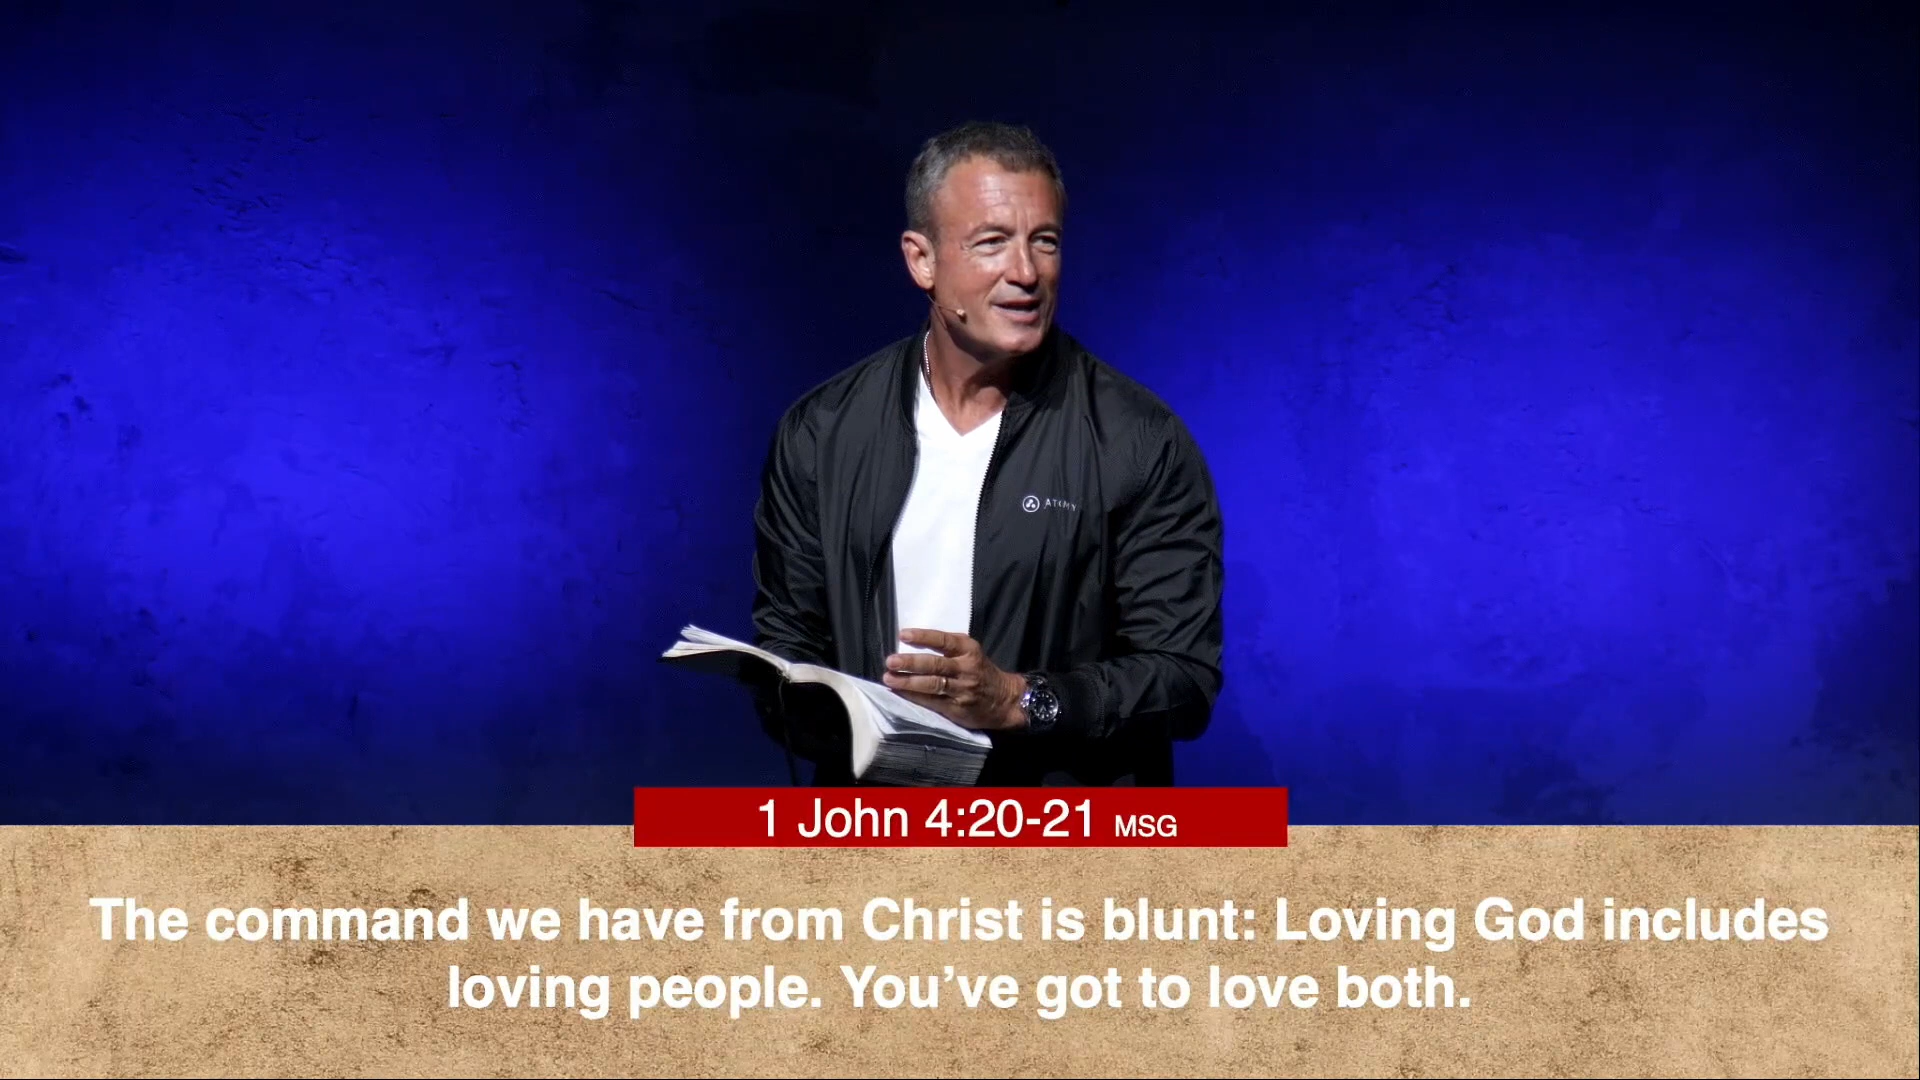 ATOMY
1 John 4:20-21 MSG
The command we have from Christ is blunt: Loving God includes
loving people. You’ve got to love both.